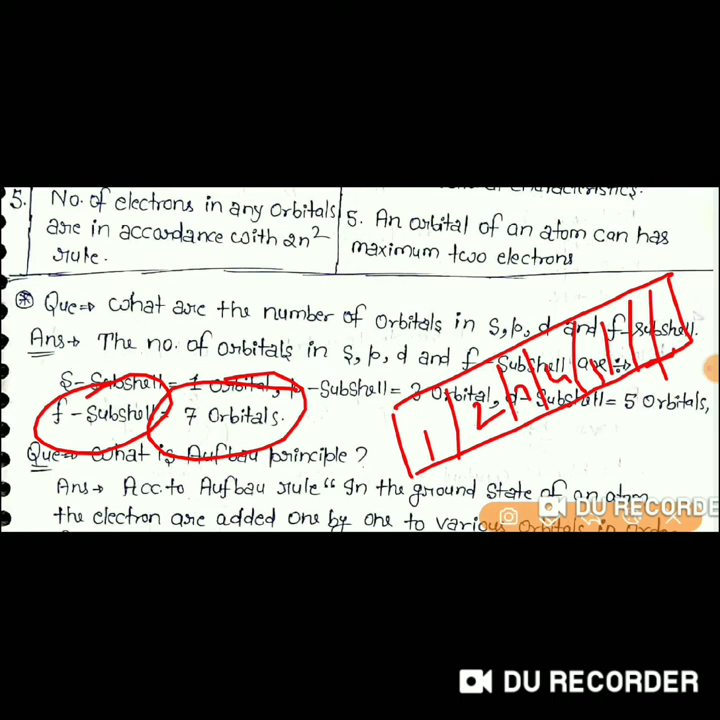 5. No. of electrons in any orbitals
are in accordance with 2n²
rule.
characteristics.
5. An orbital of an atom can has
maximum two electrons
Que⇒ What are the number of orbitals in s, p, d and f-subshell.
Ans→ The no. of orbitals in s, p, d and f-subshell are:→
s-subshell = 1 orbital, p-subshell = 3 orbital, d-subshell = 5 orbitals,
f-subshell = 7 orbitals.
1 2
Que⇒ What is Aufbau principle?
Ans→ Acc. to Aufbau rule “In the ground state of an atom
the electron are added one by one to various orbitals in order
DU RECORDER
DU RECORDER